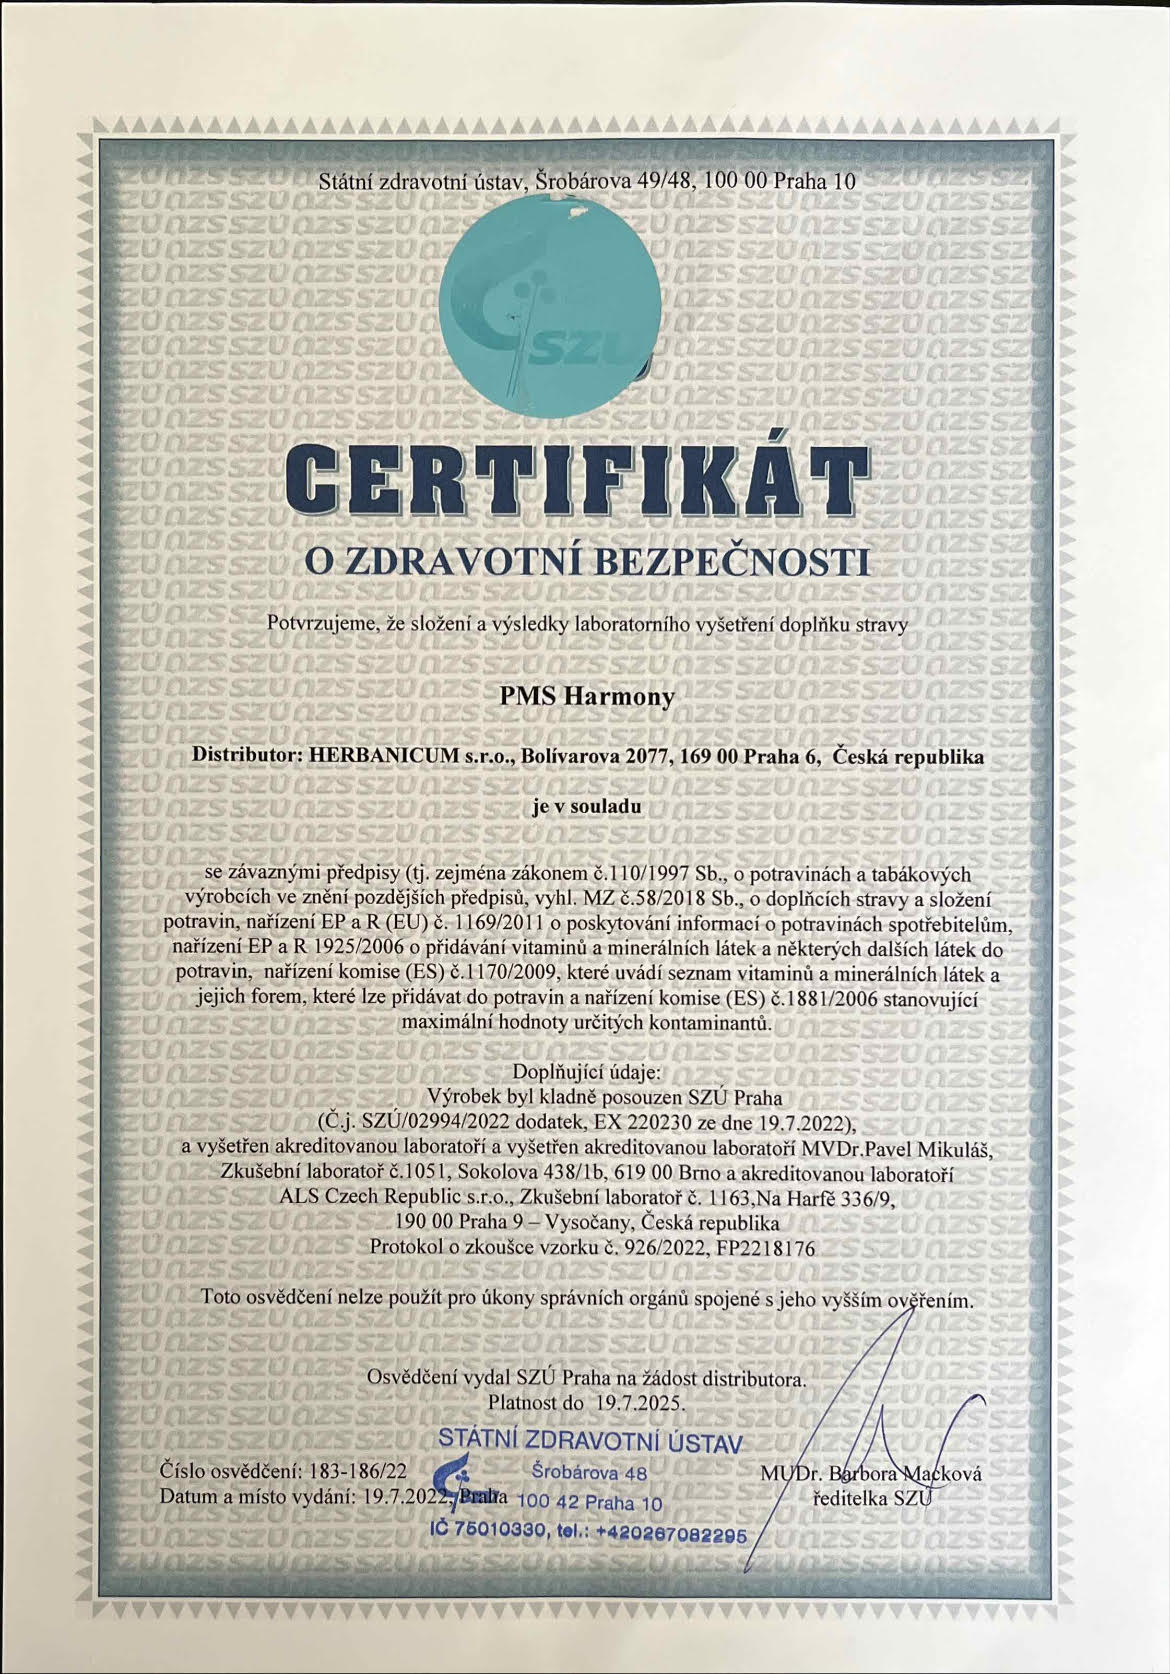 Státní zdravotní ústav, Šrobárova 49/48, 100 00 Praha 10
SZÚ
CERTIFIKÁT
O ZDRAVOTNÍ BEZPEČNOSTI
Potvrzujeme, že složení a výsledky laboratorního vyšetření doplňku stravy
PMS Harmony
Distributor: HERBANICUM s.r.o., Bolívarova 2077, 169 00 Praha 6, Česká republika
je v souladu
se závaznými předpisy (tj. zejména zákonem č.110/1997 Sb., o potravinách a tabákových
výrobcích ve znění pozdějších předpisů, vyhl. MZ č.58/2018 Sb., o doplňcích stravy a složení
potravin, nařízení EP a R (EU) č. 1169/2011 o poskytování informací o potravinách spotřebitelům,
nařízení EP a R 1925/2006 o přidávání vitaminů a minerálních látek a některých dalších látek do
potravin, nařízení komise (ES) č.1170/2009, které uvádí seznam vitaminů a minerálních látek a
jejich forem, které lze přidávat do potravin a nařízení komise (ES) č.1881/2006 stanovující
maximální hodnoty určitých kontaminantů.
Doplňující údaje:
Výrobek byl kladně posouzen SZÚ Praha
(Č.j. SZÚ/02994/2022 dodatek, EX 220230 ze dne 19.7.2022),
a vyšetřen akreditovanou laboratoří a vyšetřen akreditovanou laboratoří MVDr.Pavel Mikuláš,
Zkušební laboratoř č.1051, Sokolova 438/1b, 619 00 Brno a akreditovanou laboratoří
ALS Czech Republic s.r.o., Zkušební laboratoř č. 1163,Na Harfě 336/9,
190 00 Praha 9 – Vysočany, Česká republika
Protokol o zkoušce vzorku č. 926/2022, FP2218176
Toto osvědčení nelze použít pro úkony správních orgánů spojené s jeho vyšším ověřením.
Osvědčení vydal SZÚ Praha na žádost distributora.
Platnost do 19.7.2025.
STÁTNÍ ZDRAVOTNÍ ÚSTAV
Šrobárova 48
100 42 Praha 10
IČ 75010330, tel.: +420267082295
Číslo osvědčení: 183-186/22
Datum a místo vydání: 19.7.2022, Praha
MUDr. Barbora Macková
ředitelka SZÚ